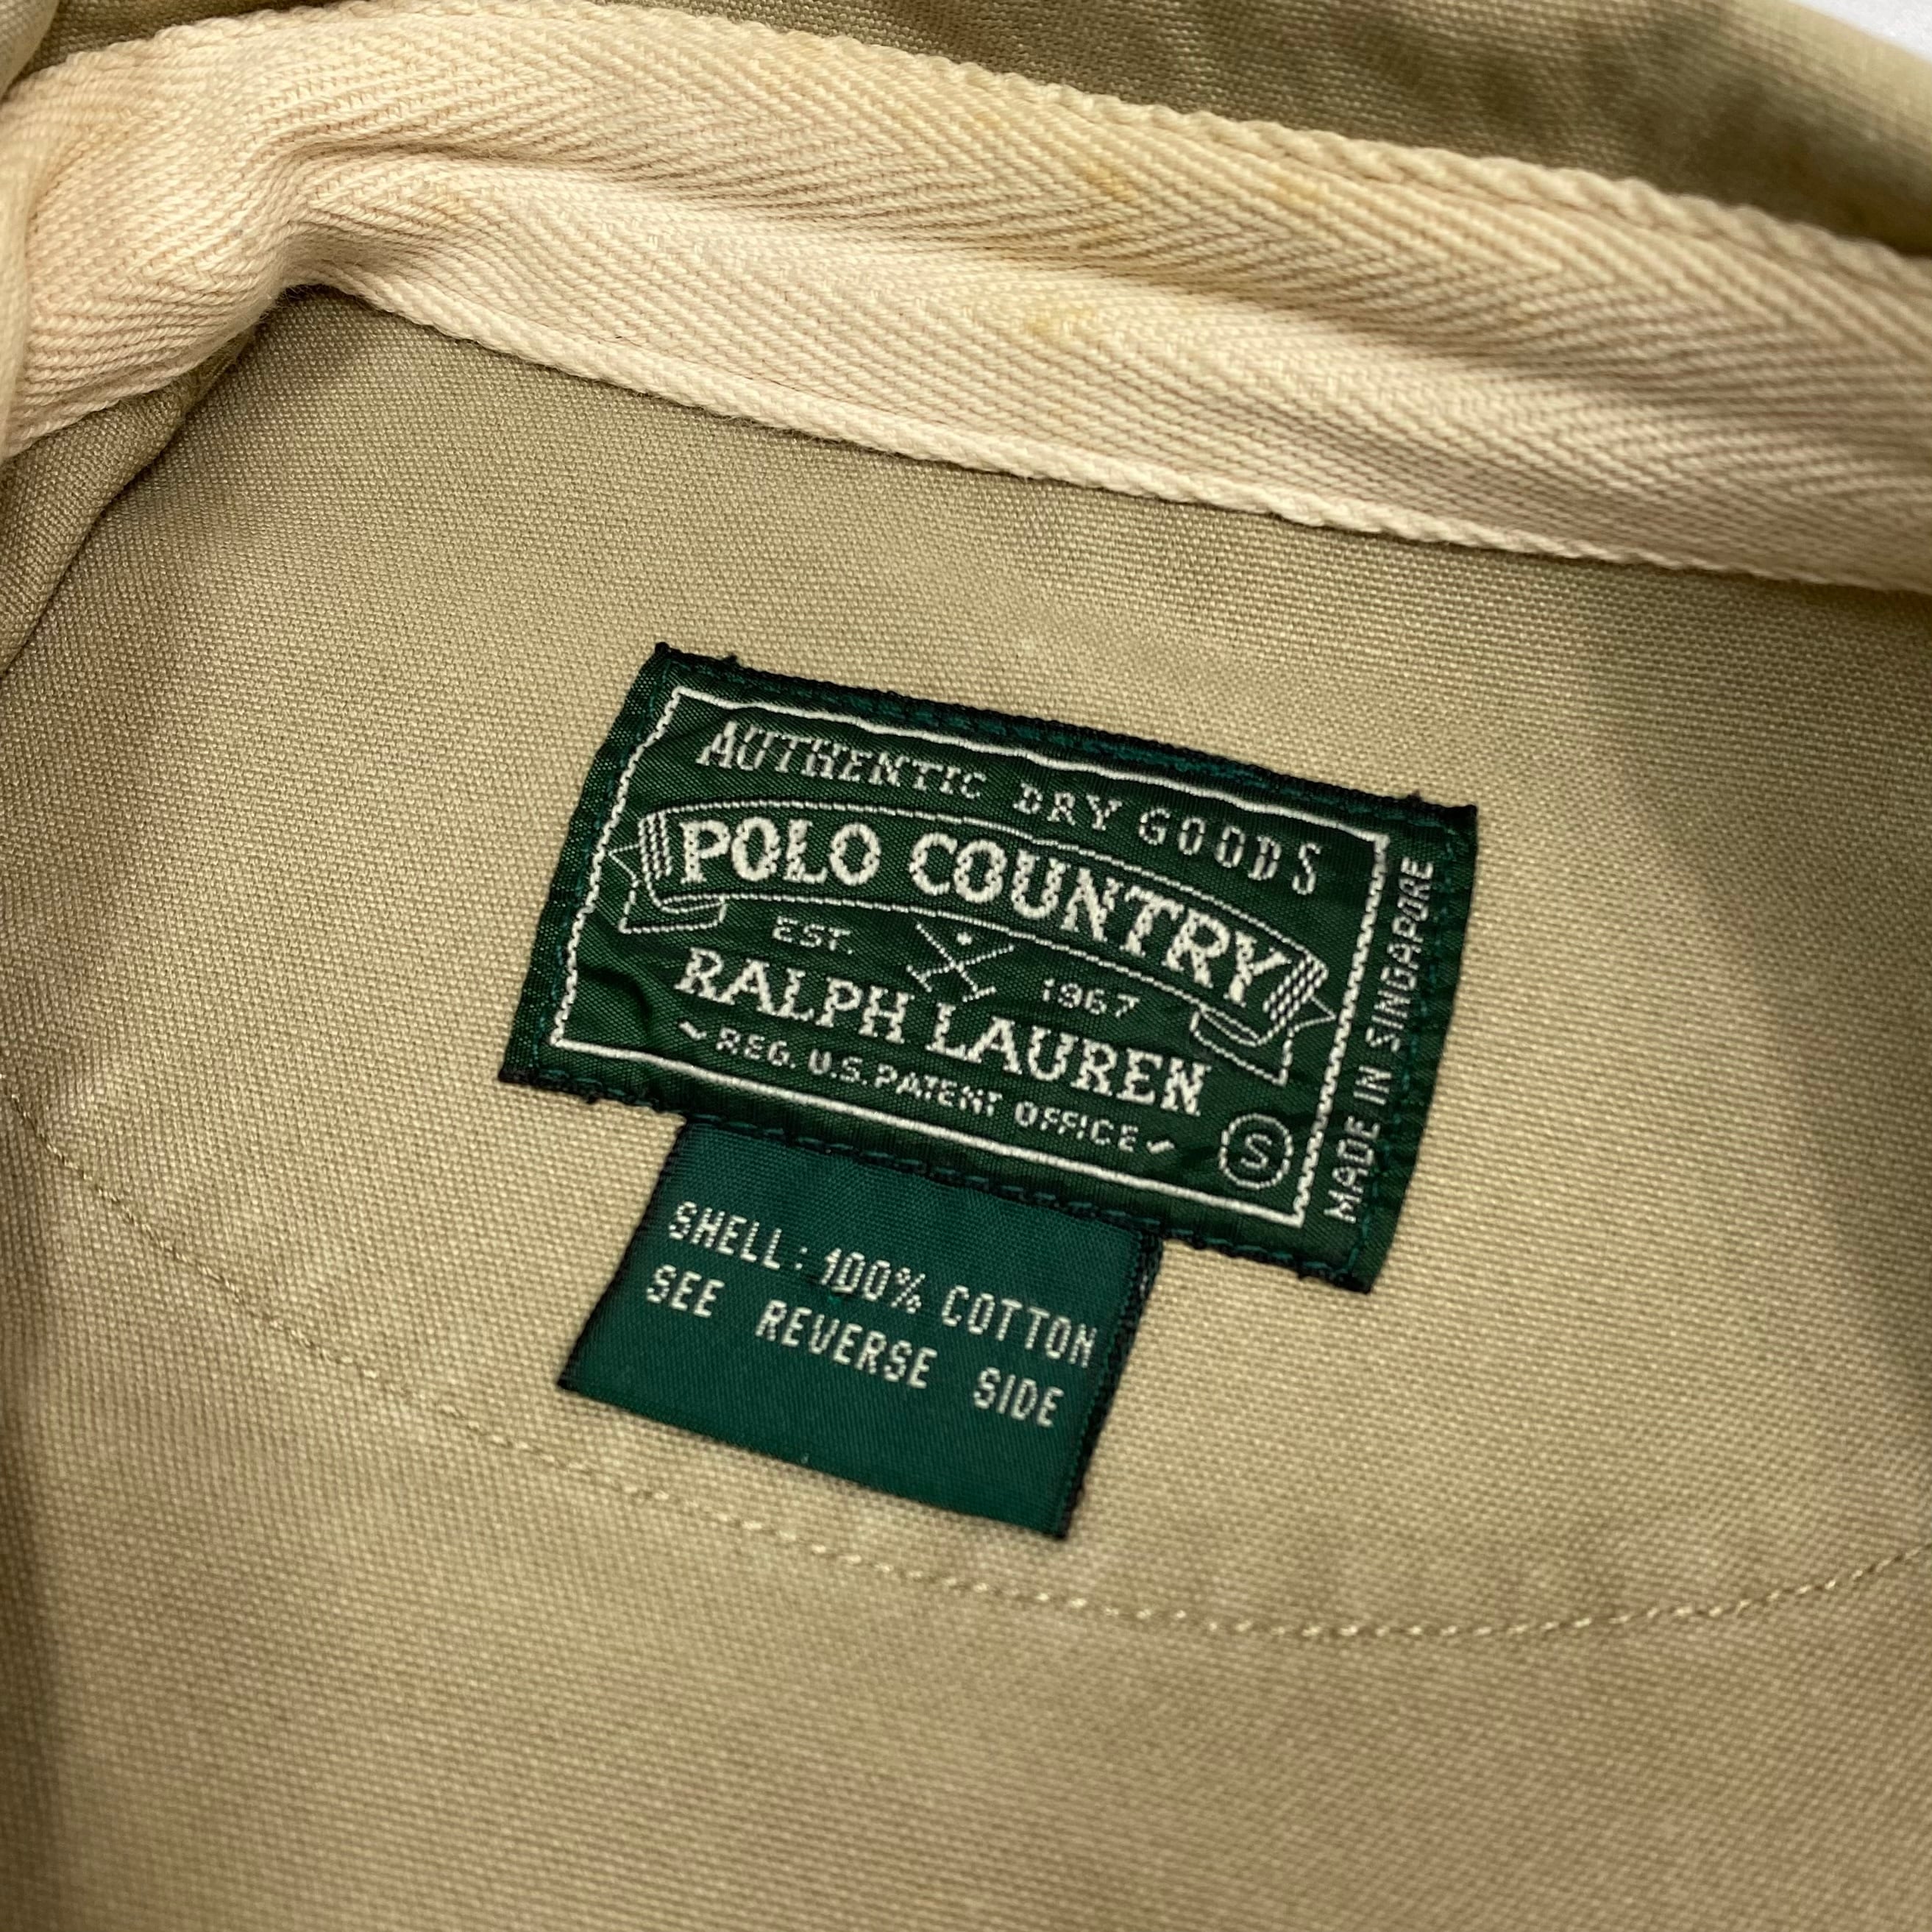 AUTHENTIC DRY GOODS
POLO COUNTRY
EST. 1967
RALPH LAUREN
REG. U.S. PATENT OFFICE
S
MADE IN SINGAPORE
SHELL: 100% COTTON
SEE REVERSE SIDE